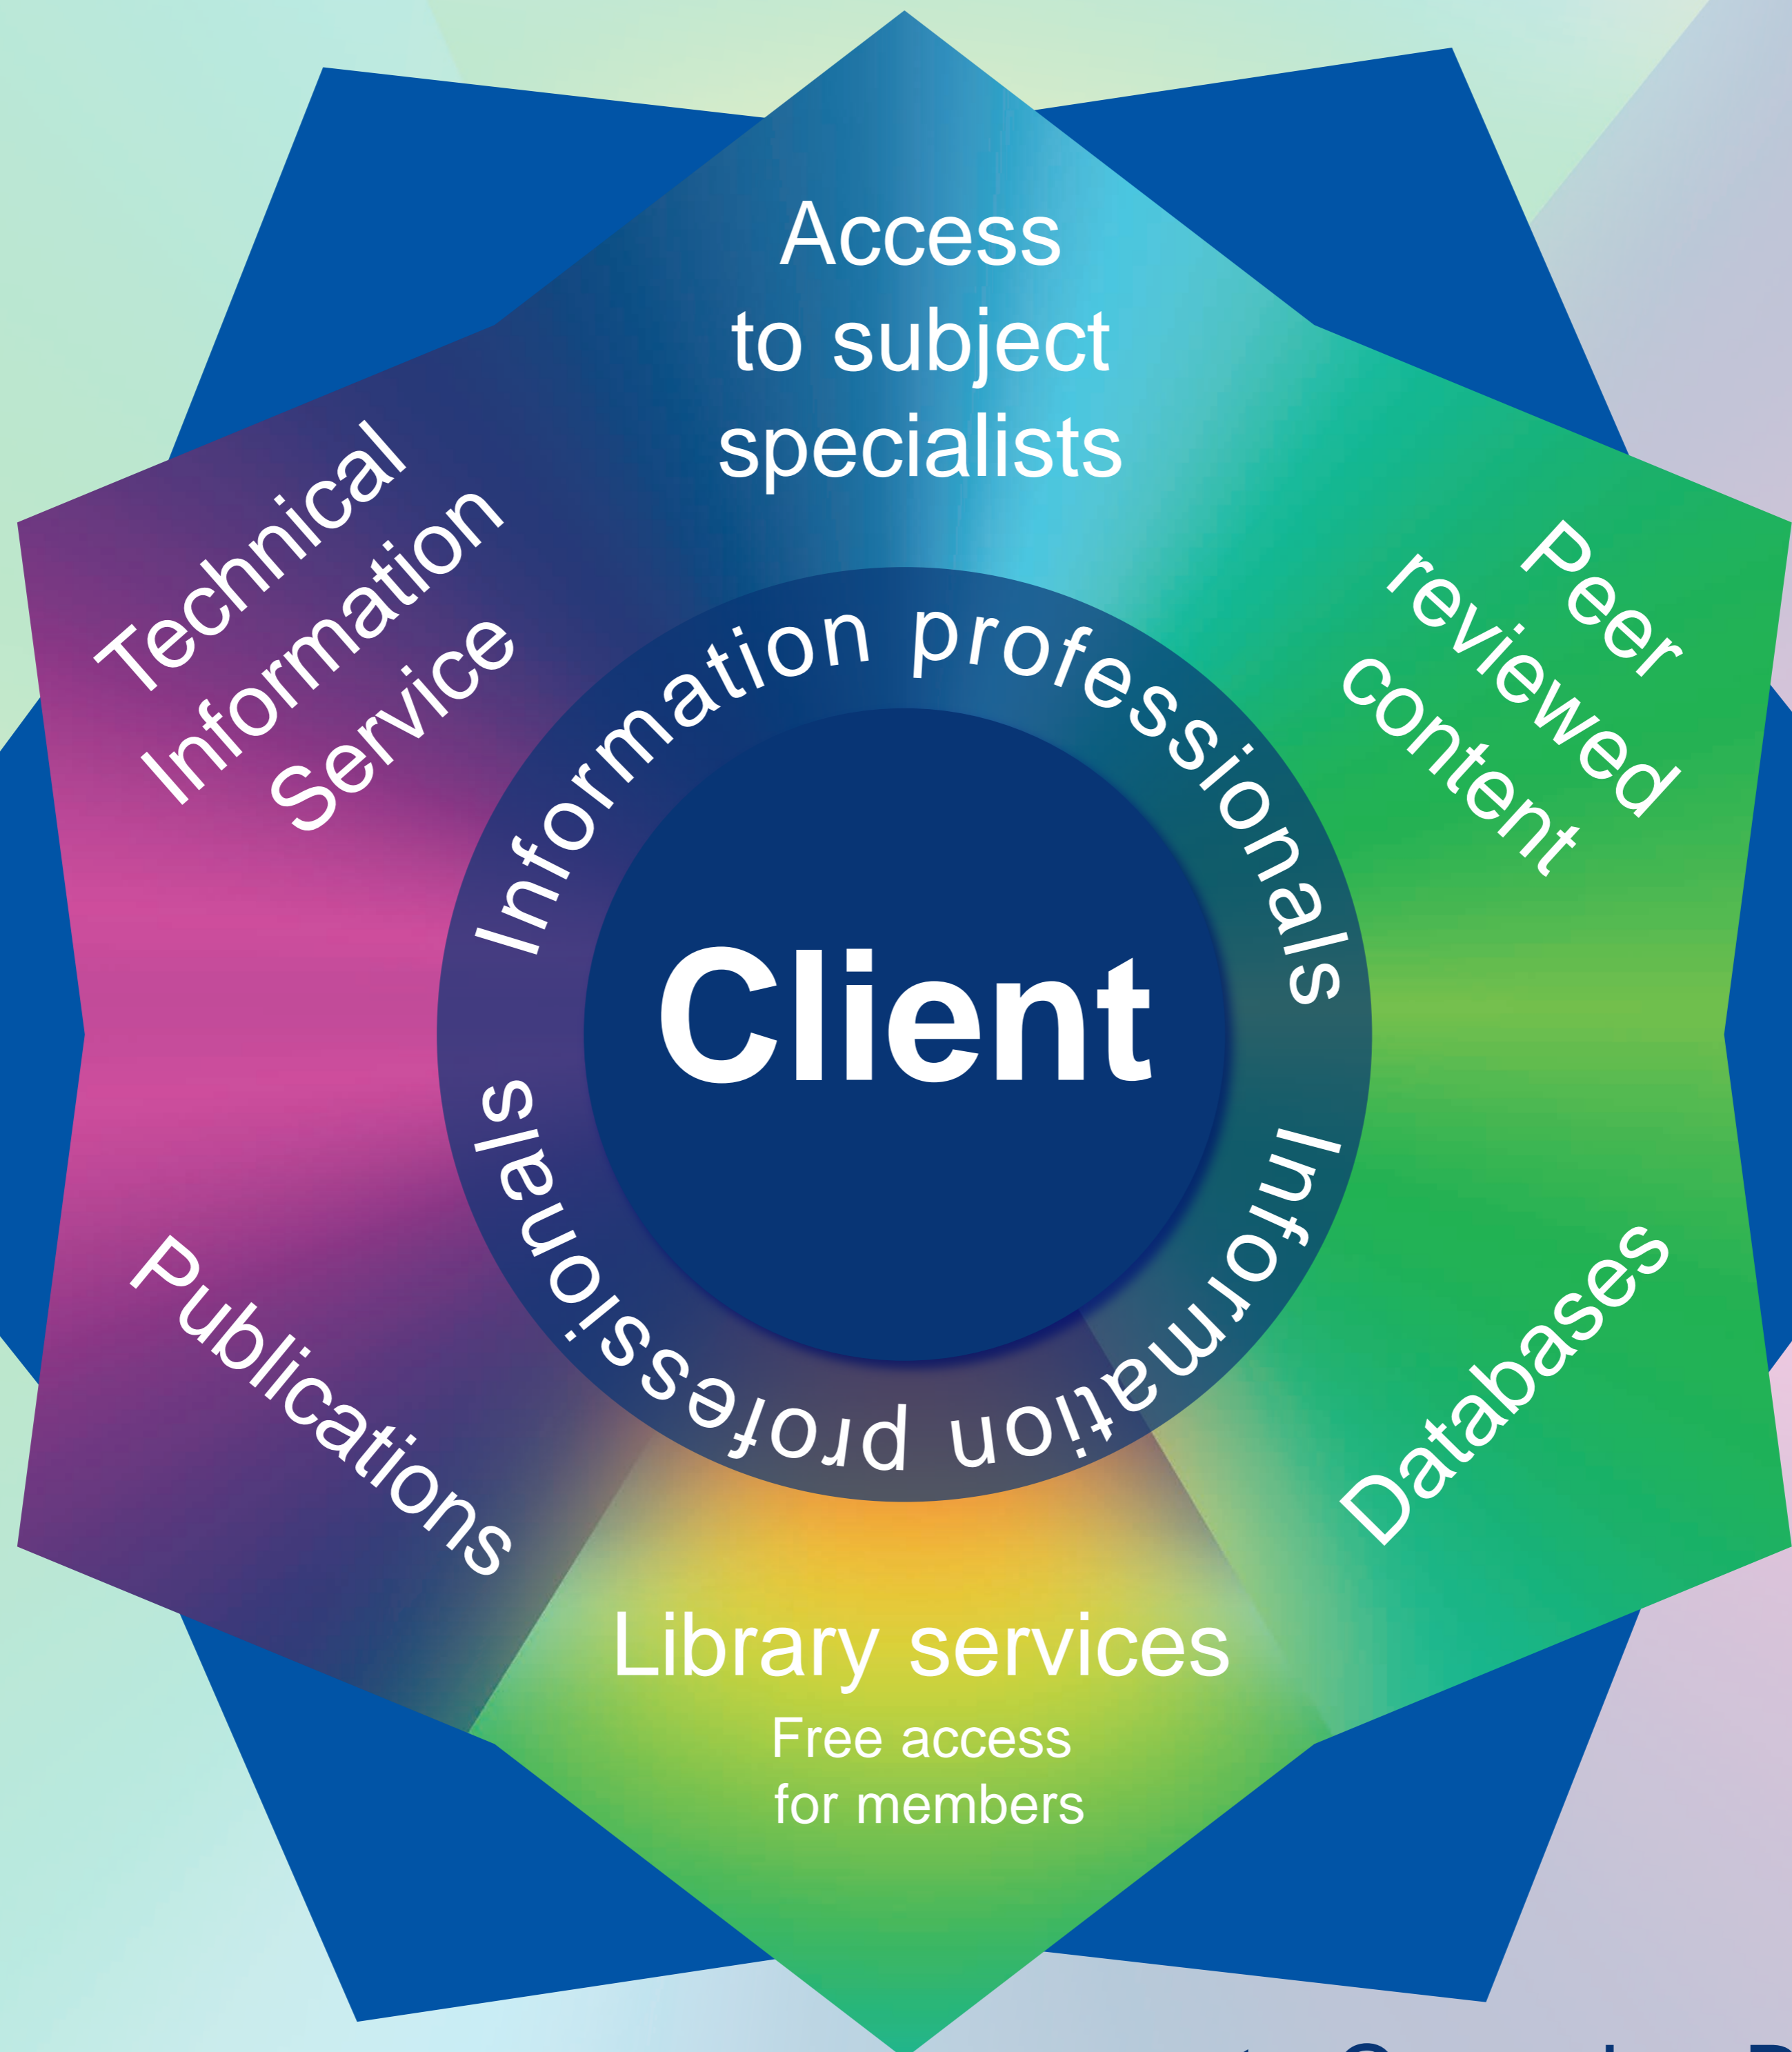 Access
to subject
specialists
Technical
Information
Service
Peer
reviewed
content
Information professionals
Client
Information professionals
Publications
Databases
Library services
Free access
for members